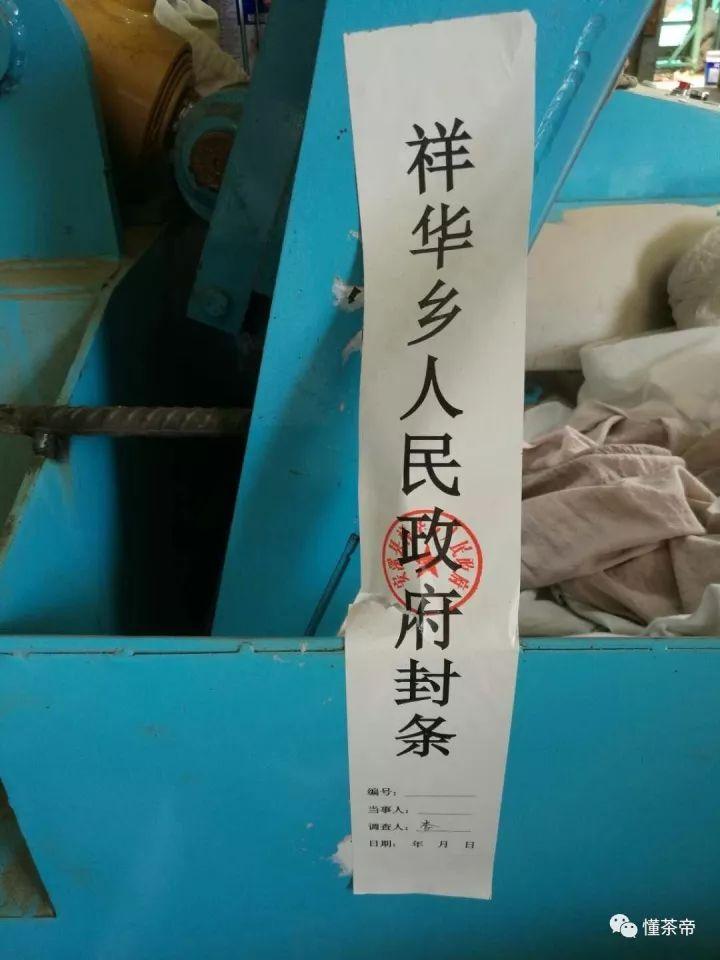 祥华乡人民政府封条
编号：
当事人：
调查人：
日期： 年 月 日
懂茶帝